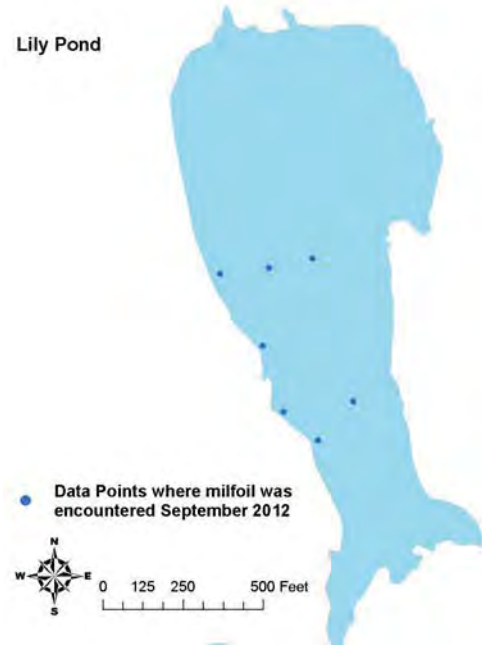 Lily Pond
Data Points where milfoil was
encountered September 2012
N
W E
S
0 125 250 500 Feet